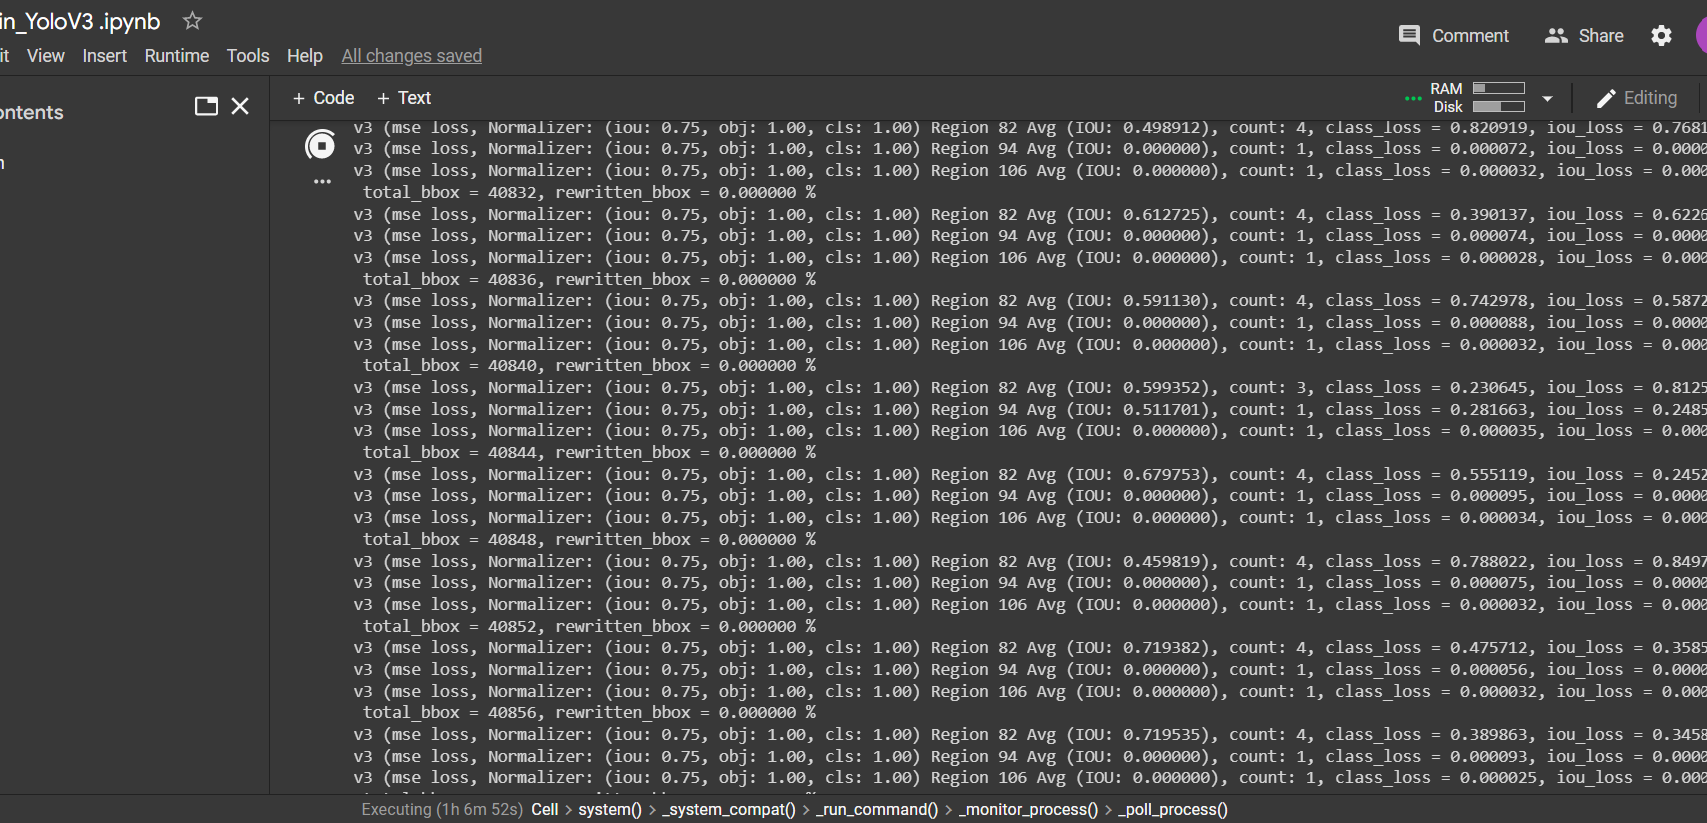 in_YoloV3 .ipynb
it View Insert Runtime Tools Help All changes saved
Comment Share
ontents
n
+ Code + Text
RAM
Disk
Editing
v3 (mse loss, Normalizer: (iou: 0.75, obj: 1.00, cls: 1.00) Region 82 Avg (IOU: 0.498912), count: 4, class_loss = 0.820919, iou_loss = 0.7681
v3 (mse loss, Normalizer: (iou: 0.75, obj: 1.00, cls: 1.00) Region 94 Avg (IOU: 0.000000), count: 1, class_loss = 0.000072, iou_loss = 0.0000
v3 (mse loss, Normalizer: (iou: 0.75, obj: 1.00, cls: 1.00) Region 106 Avg (IOU: 0.000000), count: 1, class_loss = 0.000032, iou_loss = 0.000
total_bbox = 40832, rewritten_bbox = 0.000000 %
v3 (mse loss, Normalizer: (iou: 0.75, obj: 1.00, cls: 1.00) Region 82 Avg (IOU: 0.612725), count: 4, class_loss = 0.390137, iou_loss = 0.6226
v3 (mse loss, Normalizer: (iou: 0.75, obj: 1.00, cls: 1.00) Region 94 Avg (IOU: 0.000000), count: 1, class_loss = 0.000074, iou_loss = 0.0000
v3 (mse loss, Normalizer: (iou: 0.75, obj: 1.00, cls: 1.00) Region 106 Avg (IOU: 0.000000), count: 1, class_loss = 0.000028, iou_loss = 0.000
total_bbox = 40836, rewritten_bbox = 0.000000 %
v3 (mse loss, Normalizer: (iou: 0.75, obj: 1.00, cls: 1.00) Region 82 Avg (IOU: 0.591130), count: 4, class_loss = 0.742978, iou_loss = 0.5872
v3 (mse loss, Normalizer: (iou: 0.75, obj: 1.00, cls: 1.00) Region 94 Avg (IOU: 0.000000), count: 1, class_loss = 0.000088, iou_loss = 0.0000
v3 (mse loss, Normalizer: (iou: 0.75, obj: 1.00, cls: 1.00) Region 106 Avg (IOU: 0.000000), count: 1, class_loss = 0.000032, iou_loss = 0.000
total_bbox = 40840, rewritten_bbox = 0.000000 %
v3 (mse loss, Normalizer: (iou: 0.75, obj: 1.00, cls: 1.00) Region 82 Avg (IOU: 0.599352), count: 3, class_loss = 0.230645, iou_loss = 0.8125
v3 (mse loss, Normalizer: (iou: 0.75, obj: 1.00, cls: 1.00) Region 94 Avg (IOU: 0.511701), count: 1, class_loss = 0.281663, iou_loss = 0.2485
v3 (mse loss, Normalizer: (iou: 0.75, obj: 1.00, cls: 1.00) Region 106 Avg (IOU: 0.000000), count: 1, class_loss = 0.000035, iou_loss = 0.000
total_bbox = 40844, rewritten_bbox = 0.000000 %
v3 (mse loss, Normalizer: (iou: 0.75, obj: 1.00, cls: 1.00) Region 82 Avg (IOU: 0.679753), count: 4, class_loss = 0.555119, iou_loss = 0.2452
v3 (mse loss, Normalizer: (iou: 0.75, obj: 1.00, cls: 1.00) Region 94 Avg (IOU: 0.000000), count: 1, class_loss = 0.000095, iou_loss = 0.0000
v3 (mse loss, Normalizer: (iou: 0.75, obj: 1.00, cls: 1.00) Region 106 Avg (IOU: 0.000000), count: 1, class_loss = 0.000034, iou_loss = 0.000
total_bbox = 40848, rewritten_bbox = 0.000000 %
v3 (mse loss, Normalizer: (iou: 0.75, obj: 1.00, cls: 1.00) Region 82 Avg (IOU: 0.459819), count: 4, class_loss = 0.788022, iou_loss = 0.8497
v3 (mse loss, Normalizer: (iou: 0.75, obj: 1.00, cls: 1.00) Region 94 Avg (IOU: 0.000000), count: 1, class_loss = 0.000075, iou_loss = 0.0000
v3 (mse loss, Normalizer: (iou: 0.75, obj: 1.00, cls: 1.00) Region 106 Avg (IOU: 0.000000), count: 1, class_loss = 0.000032, iou_loss = 0.000
total_bbox = 40852, rewritten_bbox = 0.000000 %
v3 (mse loss, Normalizer: (iou: 0.75, obj: 1.00, cls: 1.00) Region 82 Avg (IOU: 0.719382), count: 4, class_loss = 0.475712, iou_loss = 0.3585
v3 (mse loss, Normalizer: (iou: 0.75, obj: 1.00, cls: 1.00) Region 94 Avg (IOU: 0.000000), count: 1, class_loss = 0.000056, iou_loss = 0.0000
v3 (mse loss, Normalizer: (iou: 0.75, obj: 1.00, cls: 1.00) Region 106 Avg (IOU: 0.000000), count: 1, class_loss = 0.000032, iou_loss = 0.000
total_bbox = 40856, rewritten_bbox = 0.000000 %
v3 (mse loss, Normalizer: (iou: 0.75, obj: 1.00, cls: 1.00) Region 82 Avg (IOU: 0.719535), count: 4, class_loss = 0.389863, iou_loss = 0.3458
v3 (mse loss, Normalizer: (iou: 0.75, obj: 1.00, cls: 1.00) Region 94 Avg (IOU: 0.000000), count: 1, class_loss = 0.000093, iou_loss = 0.0000
v3 (mse loss, Normalizer: (iou: 0.75, obj: 1.00, cls: 1.00) Region 106 Avg (IOU: 0.000000), count: 1, class_loss = 0.000025, iou_loss = 0.000
Executing (1h 6m 52s) Cell > system() > _system_compat() > _run_command() > _monitor_process() > _poll_process()